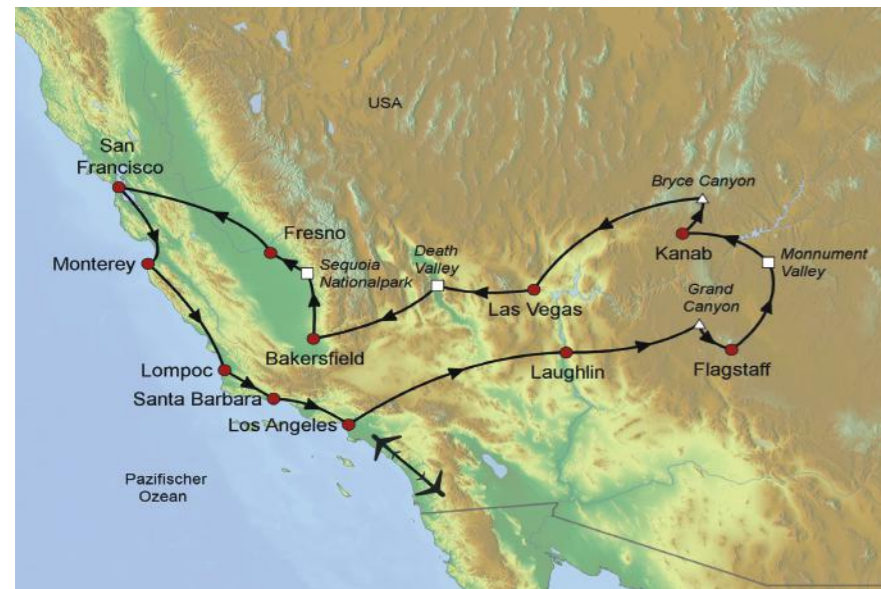 USA
San
Francisco
Bryce Canyon
Fresno
Kanab
Monterey
Sequoia
Nationalpark
Death
Valley
Monnument
Valley
Las Vegas
Grand
Canyon
Bakersfield
Lompoc
Laughlin
Flagstaff
Santa Barbara
Los Angeles
Pazifischer
Ozean